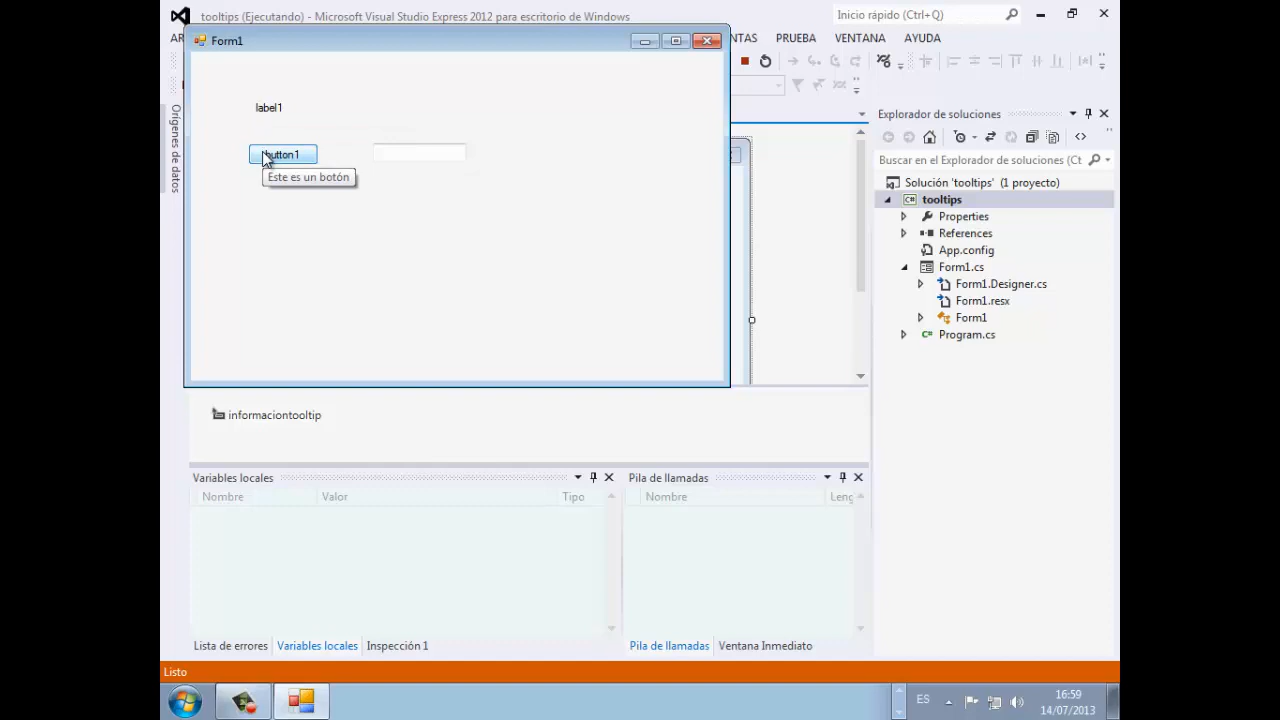 tooltips (Ejecutando) - Microsoft Visual Studio Express 2012 para escritorio de Windows
Inicio rápido (Ctrl+Q)
NTAS PRUEBA VENTANA AYUDA
Form1
label1
button1
Este es un botón
Orígenes de datos
Explorador de soluciones
Buscar en el Explorador de soluciones (Ct
Solución 'tooltips' (1 proyecto)
tooltips
Properties
References
App.config
Form1.cs
Form1.Designer.cs
Form1.resx
Form1
Program.cs
informaciontooltip
Variables locales
Nombre Valor Tipo
Pila de llamadas
Nombre Leng
Lista de errores Variables locales Inspección 1
Pila de llamadas Ventana Inmediato
Listo
ES
16:59
14/07/2013